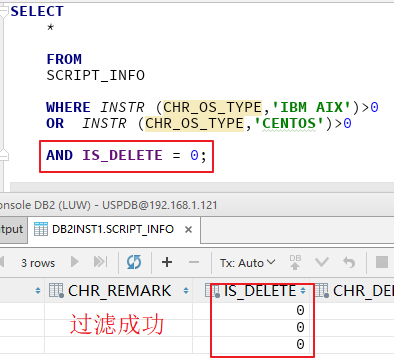 SELECT
*
FROM
SCRIPT_INFO
WHERE INSTR (CHR_OS_TYPE,'IBM AIX')>0
OR INSTR (CHR_OS_TYPE,'CENTOS')>0
AND IS_DELETE = 0;
onsole DB2 (LUW) - USPDB@192.168.1.121
utput DB2INST1.SCRIPT_INFO ×
3 rows Tx: Auto DB
CHR_REMARK IS_DELETE CHR_DE
过滤成功 0
0
0